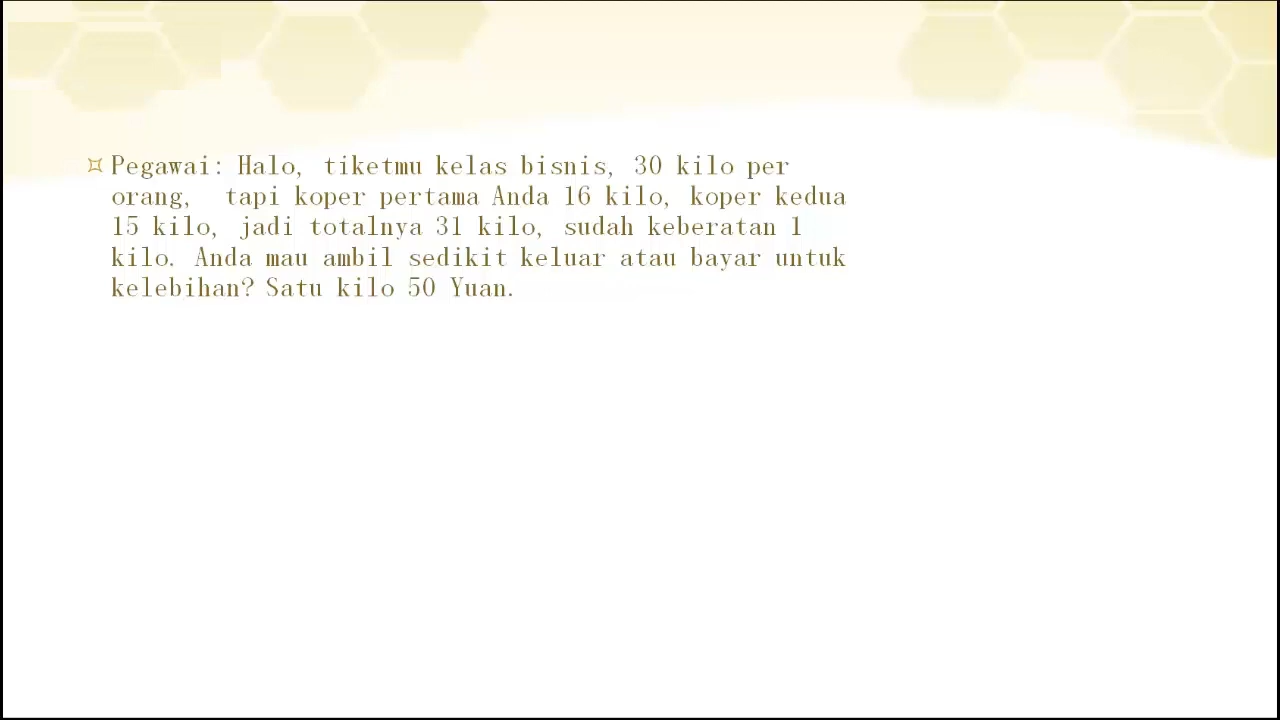 Pegawai: Halo, tiketmu kelas bisnis, 30 kilo per
orang, tapi koper pertama Anda 16 kilo, koper kedua
15 kilo, jadi totalnya 31 kilo, sudah keberatan 1
kilo. Anda mau ambil sedikit keluar atau bayar untuk
kelebihan? Satu kilo 50 Yuan.